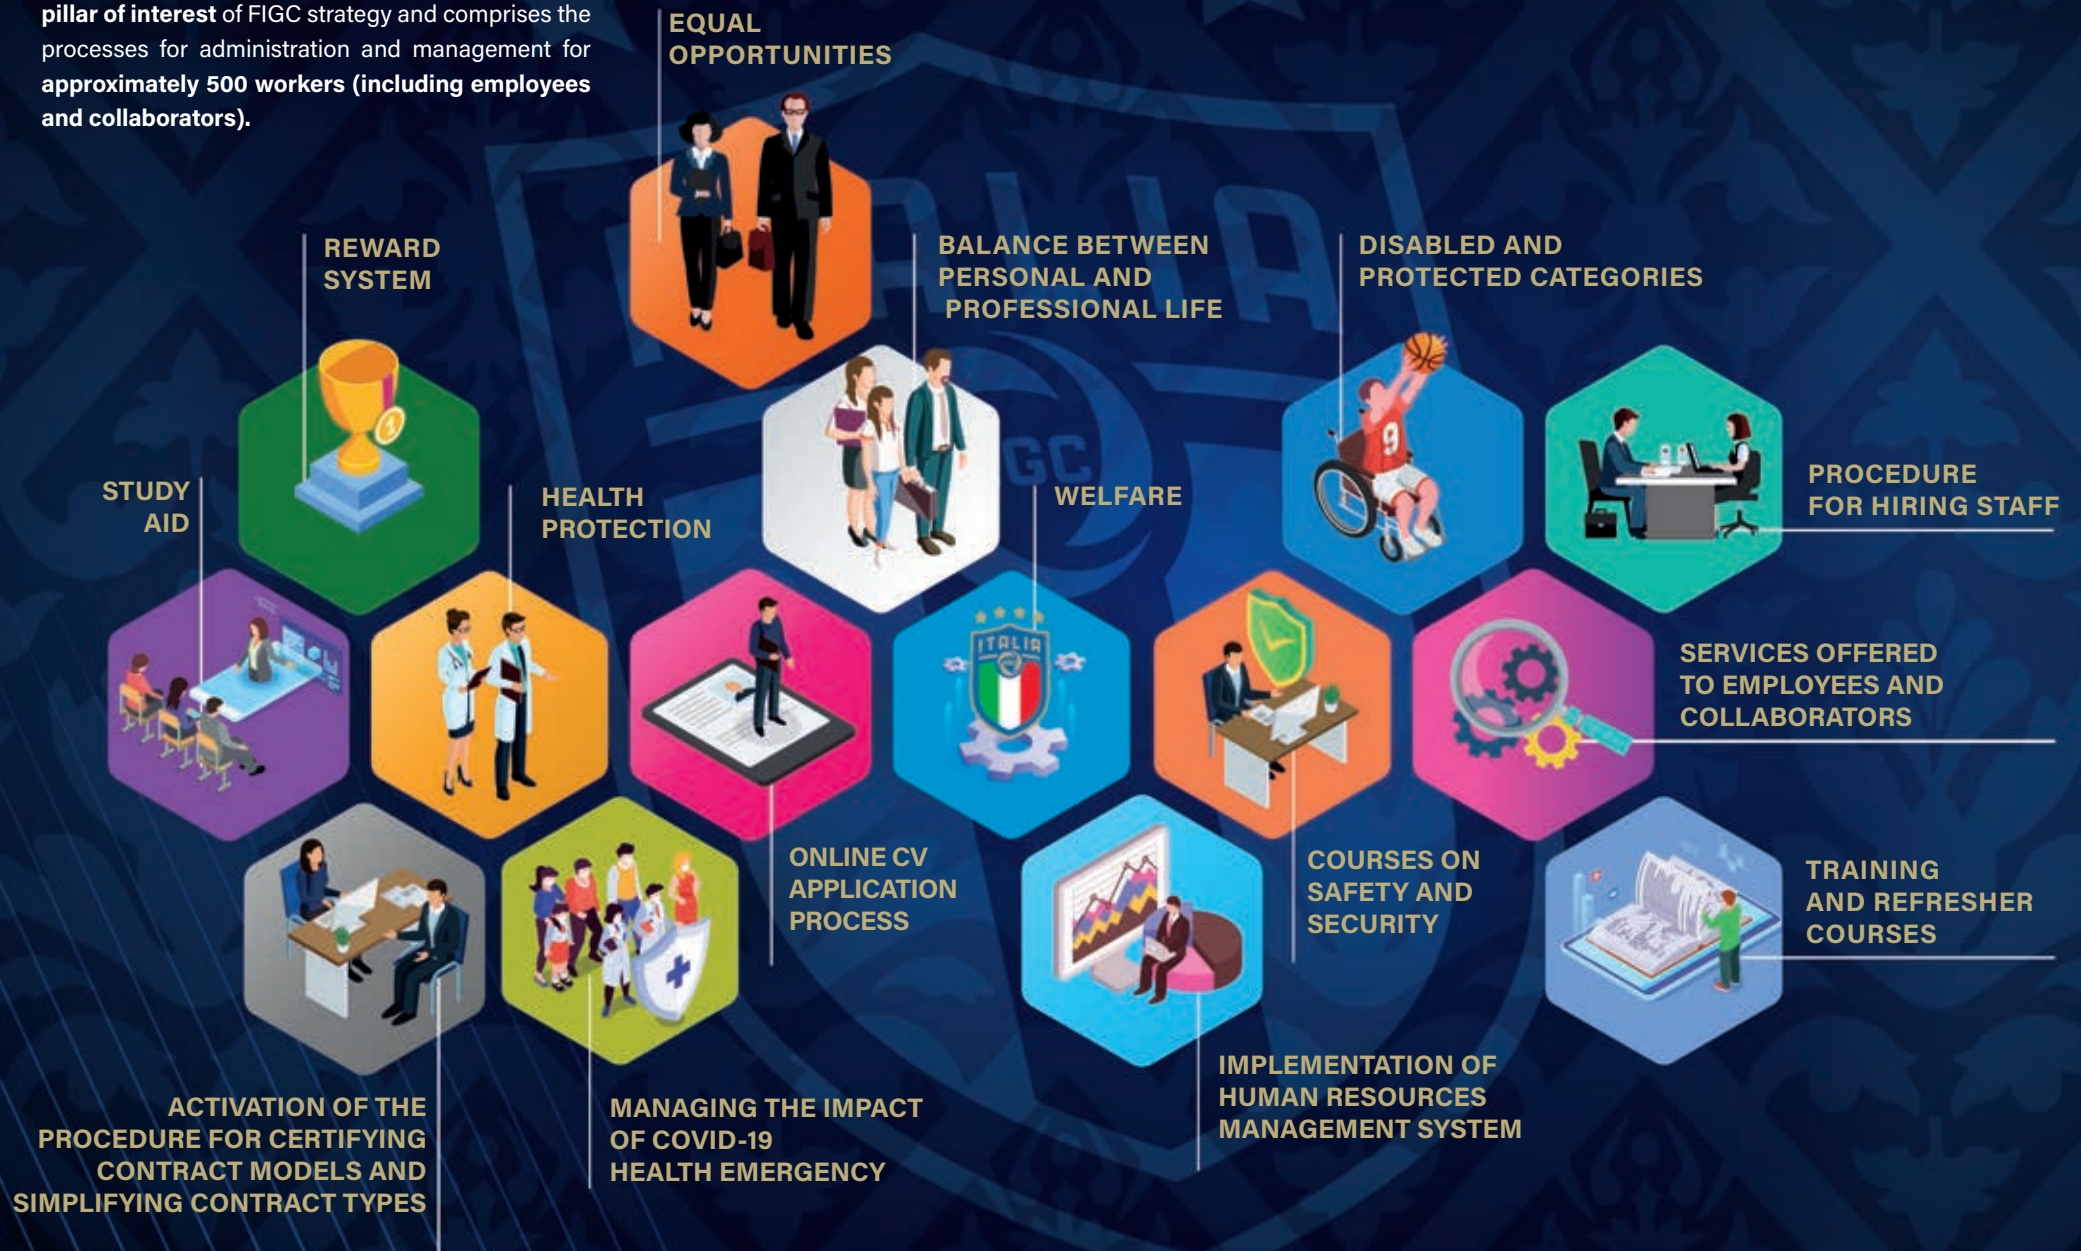 pillar of interest of FIGC strategy and comprises the
processes for administration and management for
approximately 500 workers (including employees
and collaborators).
EQUAL
OPPORTUNITIES
REWARD
SYSTEM
BALANCE BETWEEN
PERSONAL AND
PROFESSIONAL LIFE
DISABLED AND
PROTECTED CATEGORIES
STUDY
AID
HEALTH
PROTECTION
WELFARE
PROCEDURE
FOR HIRING STAFF
SERVICES OFFERED
TO EMPLOYEES AND
COLLABORATORS
ONLINE CV
APPLICATION
PROCESS
COURSES ON
SAFETY AND
SECURITY
TRAINING
AND REFRESHER
COURSES
ACTIVATION OF THE
PROCEDURE FOR CERTIFYING
CONTRACT MODELS AND
SIMPLIFYING CONTRACT TYPES
MANAGING THE IMPACT
OF COVID-19
HEALTH EMERGENCY
IMPLEMENTATION OF
HUMAN RESOURCES
MANAGEMENT SYSTEM
ITALIA
1
9
ITALIA